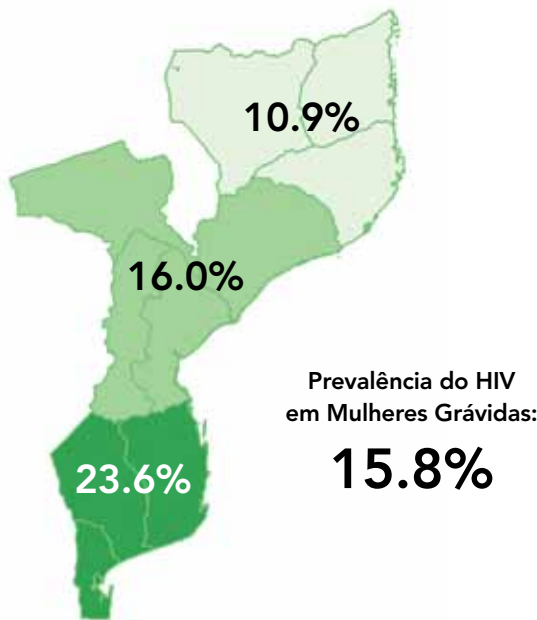 10.9%
16.0%
Prevalência do HIV
em Mulheres Grávidas:
15.8%
23.6%